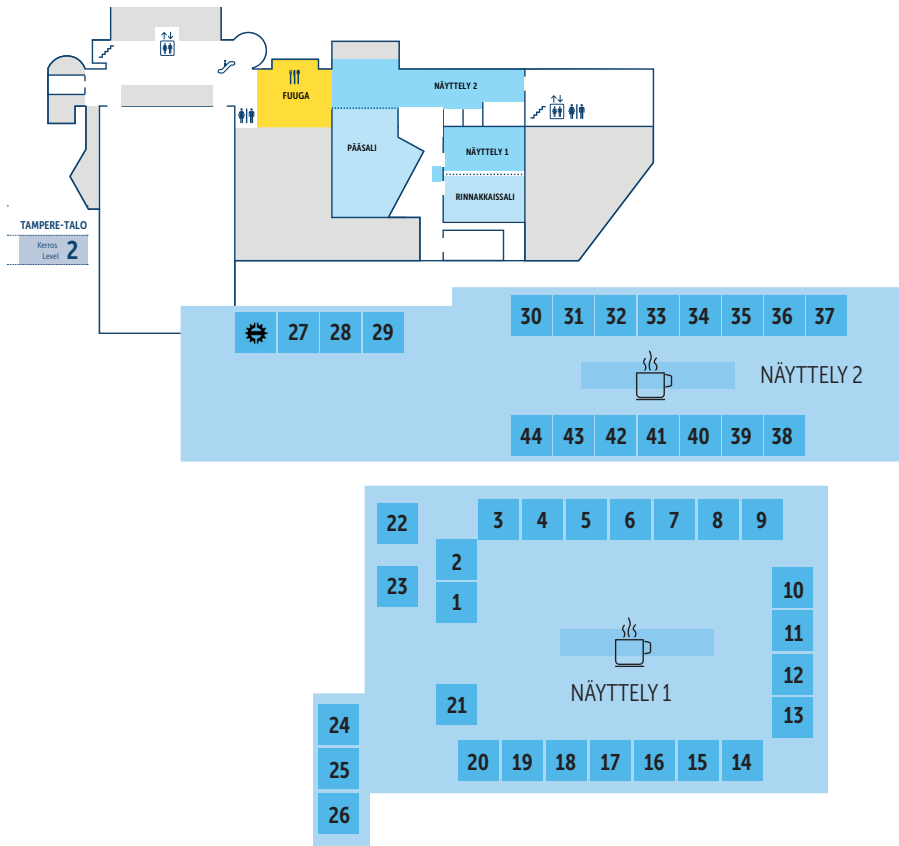 FUUGA
NÄYTTELY 2
PÄÄSALI
NÄYTTELY 1
RINNAKKAISSALI
TAMPERE-TALO
Kerros
Level
2
27 28 29
30 31 32 33 34 35 36 37
NÄYTTELY 2
44 43 42 41 40 39 38
22
3 4 5 6 7 8 9
2
23
1
10
11
12
13
NÄYTTELY 1
21
24
25
26
20 19 18 17 16 15 14